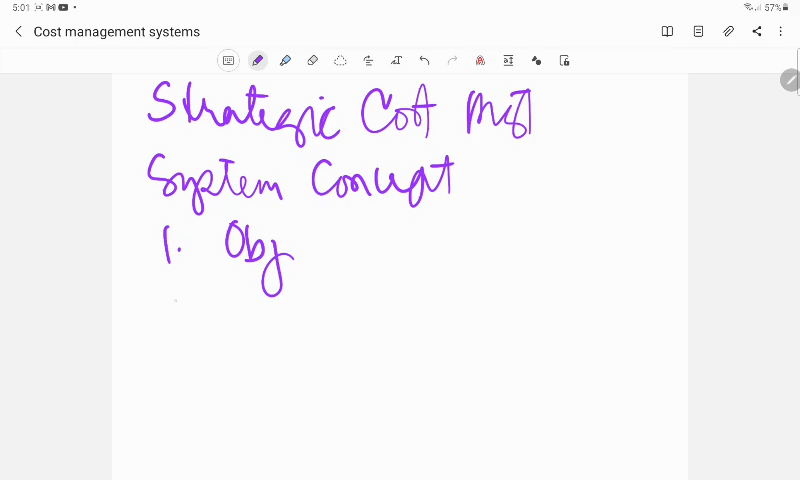 5:01 57%
Cost management systems
Strategic Cost Mgt
System Concept
1. Obj